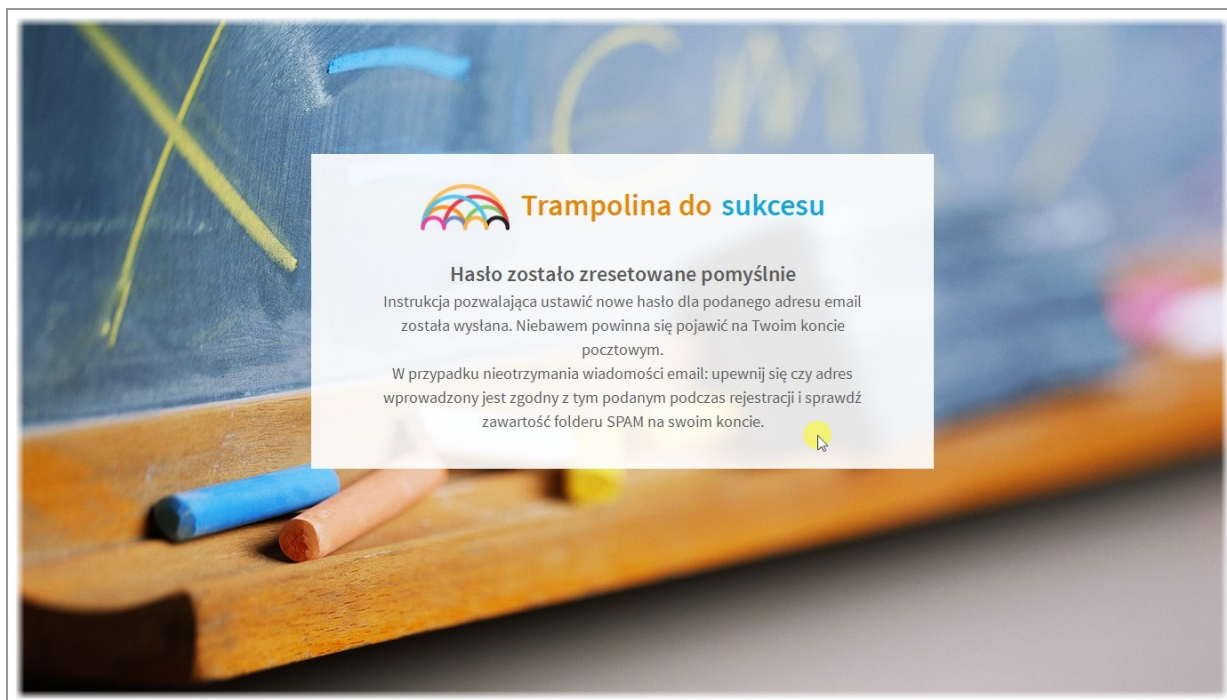 Trampolina do sukcesu
Hasło zostało zresetowane pomyślnie
Instrukcja pozwalająca ustawić nowe hasło dla podanego adresu email
została wysłana. Niebawem powinna się pojawić na Twoim koncie
pocztowym.
W przypadku nieotrzymania wiadomości email: upewnij się czy adres
wprowadzony jest zgodny z tym podanym podczas rejestracji i sprawdź
zawartość folderu SPAM na swoim koncie.